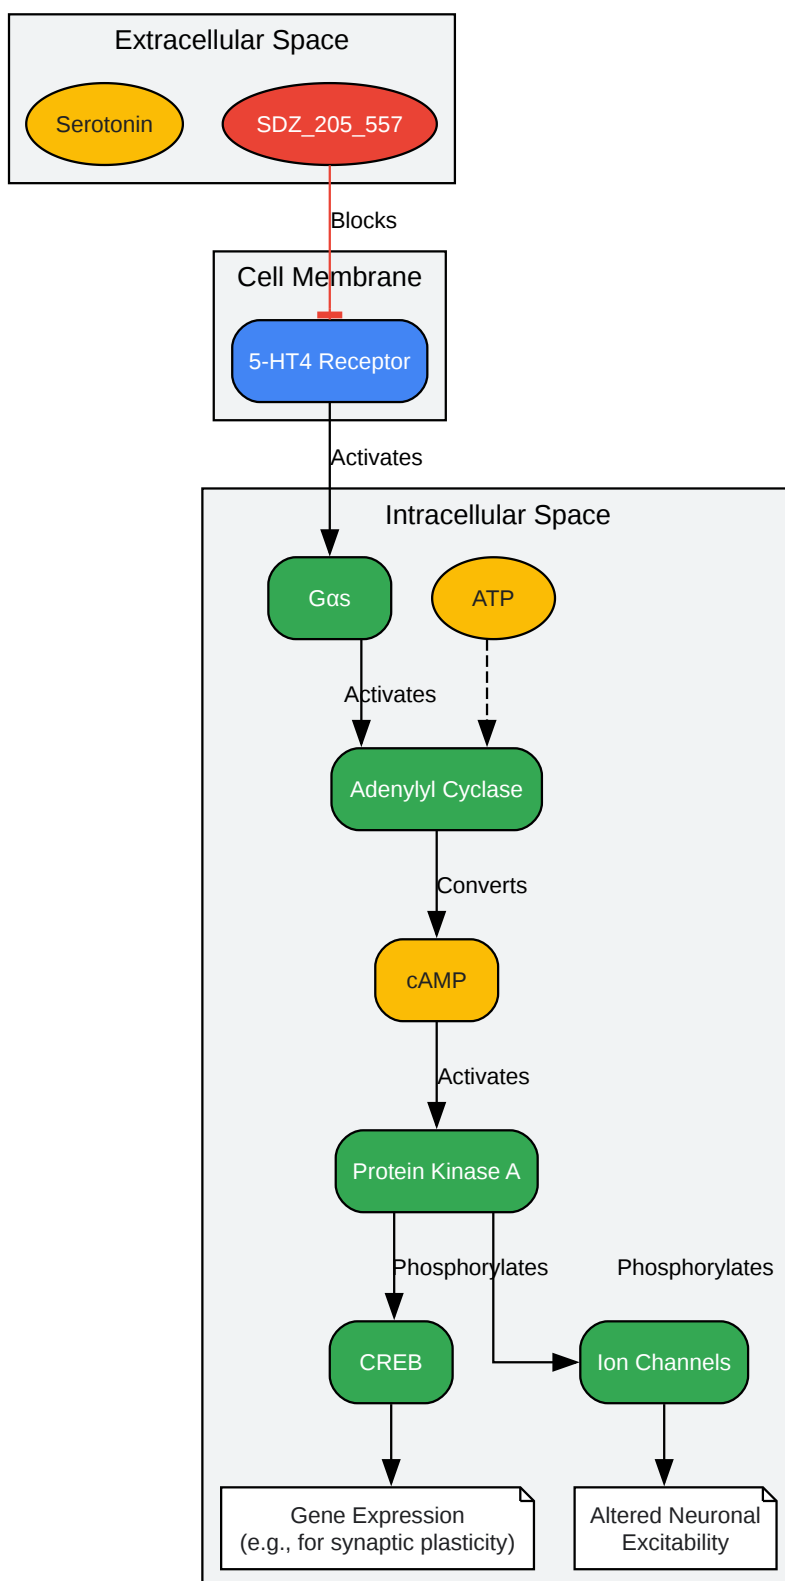 Extracellular Space
Serotonin
SDZ_205_557
Blocks
Cell Membrane
5-HT4 Receptor
Activates
Intracellular Space
Gαs
ATP
Activates
Adenylyl Cyclase
Converts
cAMP
Activates
Protein Kinase A
Phosphorylates
Phosphorylates
CREB
Ion Channels
Gene Expression
(e.g., for synaptic plasticity)
Altered Neuronal
Excitability